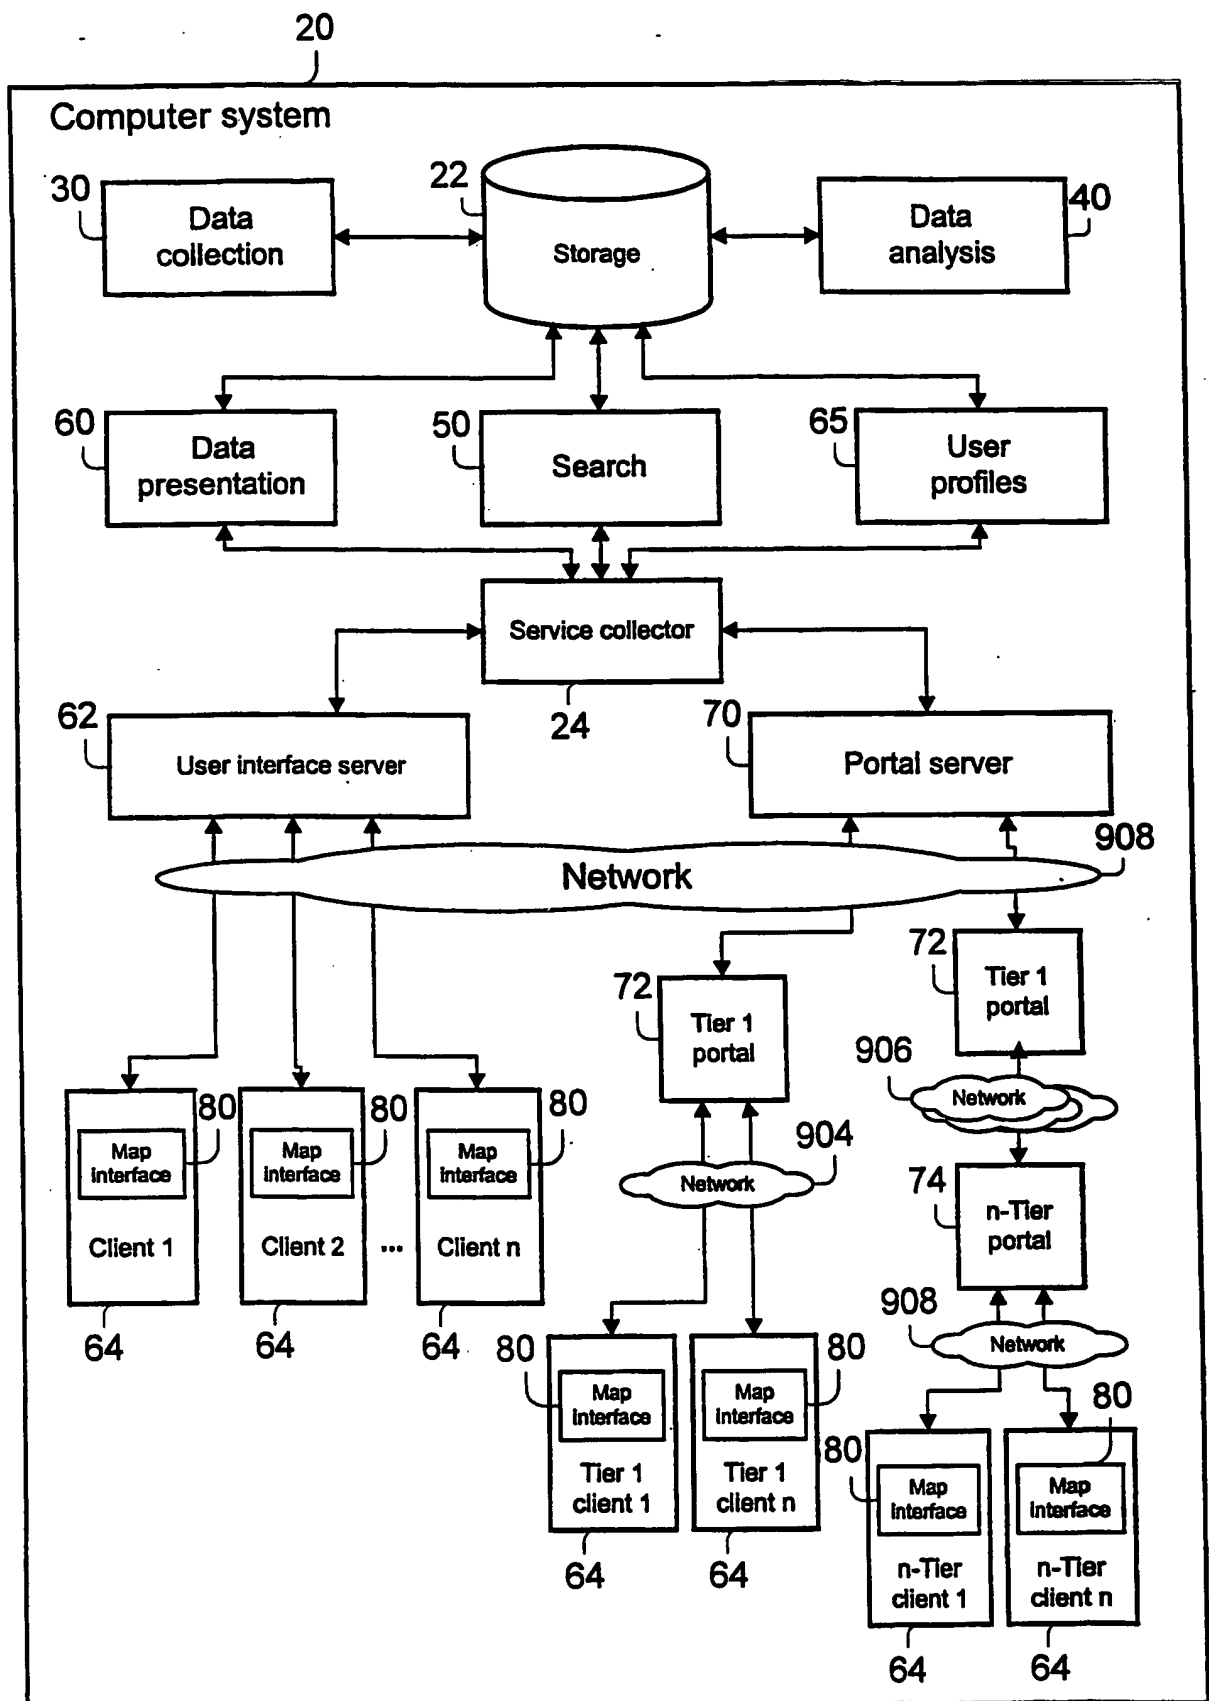 20
Computer system
30
Data
collection
22
Storage
Data
analysis
40
60
Data
presentation
50
Search
65
User
profiles
Service collector
24
62
User interface server
70
Portal server
908
Network
72
Tier 1
portal
72
Tier 1
portal
906
Network
904
Network
74
n-Tier
portal
908
Network
80
Map
interface
Client 1
64
80
Map
interface
Client 2
64
...
80
Map
interface
Client n
64
80
Map
interface
Tier 1
client 1
64
80
Map
interface
Tier 1
client n
64
80
Map
interface
n-Tier
client 1
64
80
Map
interface
n-Tier
client n
64